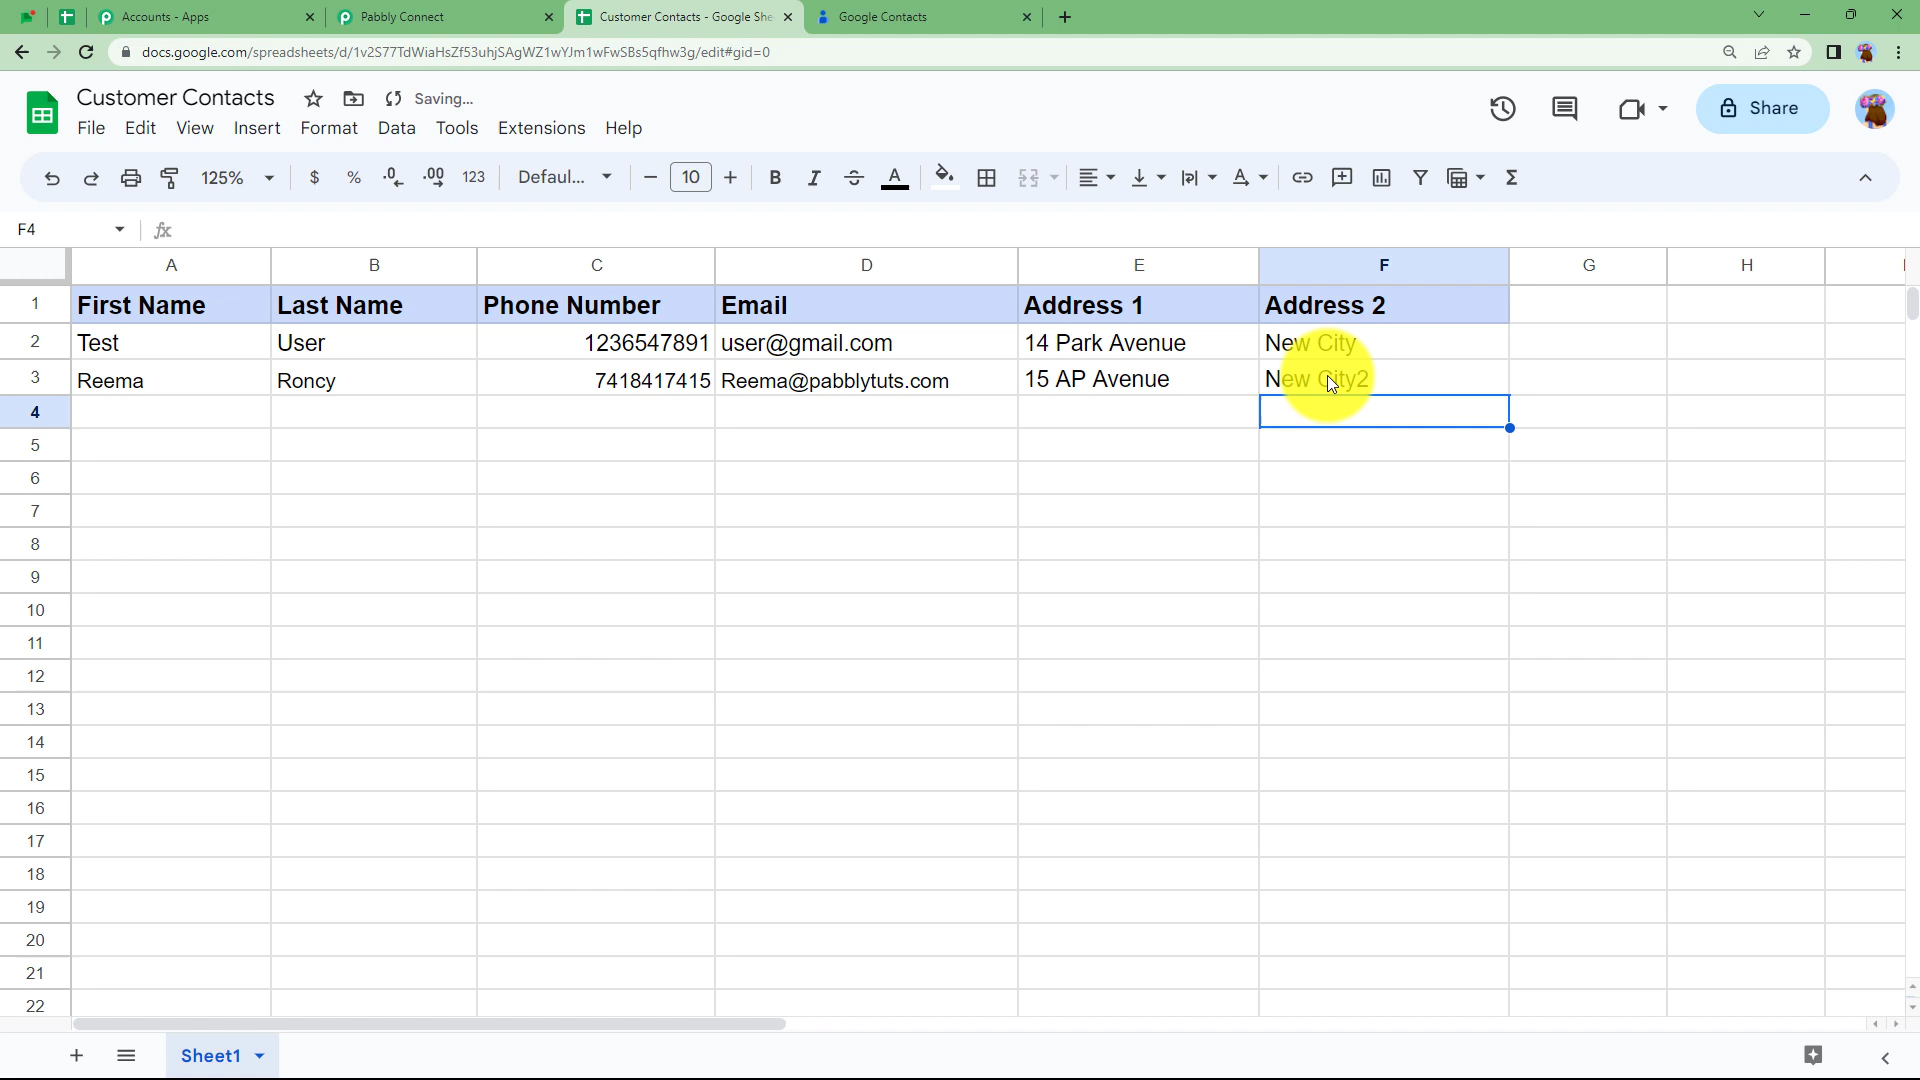 Accounts - Apps
Pabbly Connect
Customer Contacts - Google She
Google Contacts
docs.google.com/spreadsheets/d/1v2S77TdWiaHsZf53uhjSAgWZ1wYJm1wFwSBs5qfhw3g/edit#gid=0
Customer Contacts Saving...
File Edit View Insert Format Data Tools Extensions Help
Share
125% $ % .0 .00 123 Defaul... 10 B I S A
F4 fx
A B C D E F G H
1 First Name Last Name Phone Number Email Address 1 Address 2
2 Test User 1236547891 user@gmail.com 14 Park Avenue New City
3 Reema Roncy 7418417415 Reema@pabblytuts.com 15 AP Avenue New City2
4
5
6
7
8
9
10
11
12
13
14
15
16
17
18
19
20
21
22
Sheet1